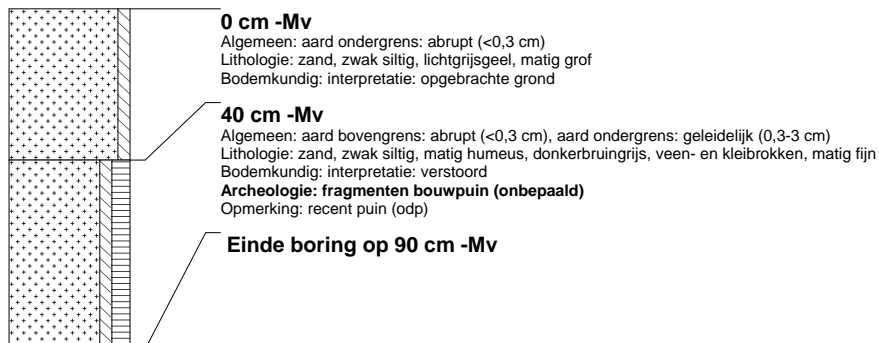 0 cm -Mv
Algemeen: aard ondergrens: abrupt (<0,3 cm)
Lithologie: zand, zwak siltig, lichtgrijsgeel, matig grof
Bodemkundig: interpretatie: opgebrachte grond
40 cm -Mv
Algemeen: aard bovengrens: abrupt (<0,3 cm), aard ondergrens: geleidelijk (0,3-3 cm)
Lithologie: zand, zwak siltig, matig humeus, donkerbruingrijs, veen- en kleibrokken, matig fijn
Bodemkundig: interpretatie: verstoord
Archeologie: fragmenten bouwpuin (onbepaald)
Opmerking: recent puin (odp)
Einde boring op 90 cm -Mv